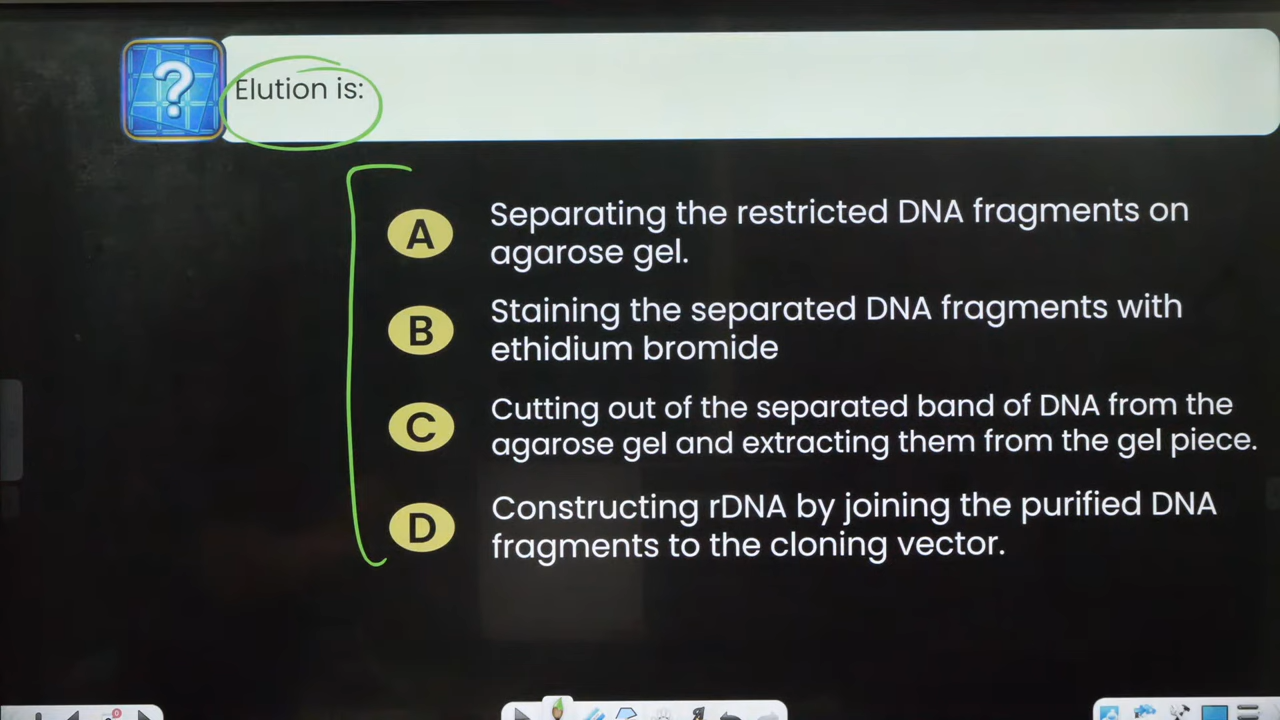 ?
Elution is:
A
Separating the restricted DNA fragments on
agarose gel.
B
Staining the separated DNA fragments with
ethidium bromide
C
Cutting out of the separated band of DNA from the
agarose gel and extracting them from the gel piece.
D
Constructing rDNA by joining the purified DNA
fragments to the cloning vector.